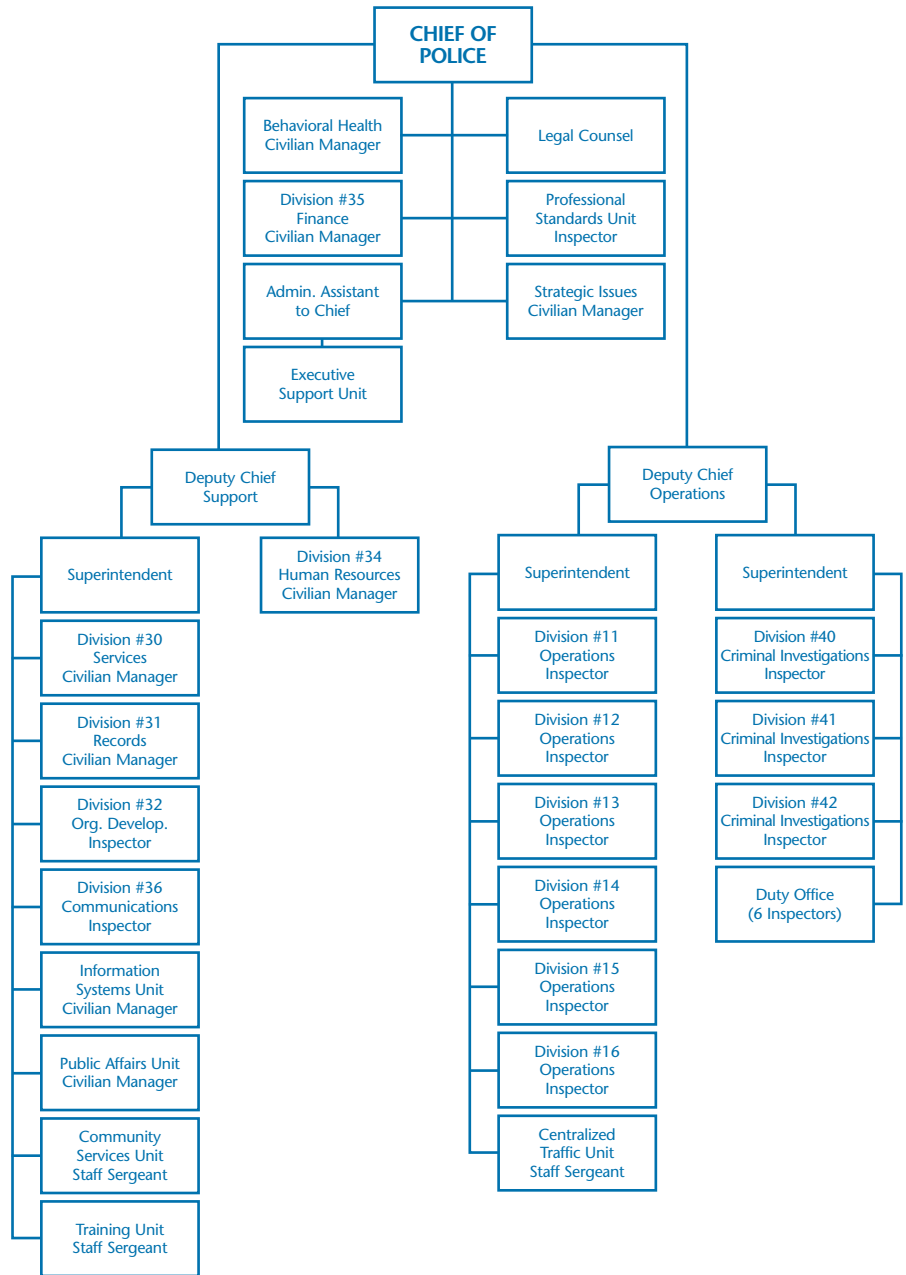 CHIEF OF
POLICE
Behavioral Health
Civilian Manager
Legal Counsel
Division #35
Finance
Civilian Manager
Professional
Standards Unit
Inspector
Admin. Assistant
to Chief
Strategic Issues
Civilian Manager
Executive
Support Unit
Deputy Chief
Support
Deputy Chief
Operations
Superintendent
Division #34
Human Resources
Civilian Manager
Division #30
Services
Civilian Manager
Division #31
Records
Civilian Manager
Division #32
Org. Develop.
Inspector
Division #36
Communications
Inspector
Information
Systems Unit
Civilian Manager
Public Affairs Unit
Civilian Manager
Community
Services Unit
Staff Sergeant
Training Unit
Staff Sergeant
Superintendent
Division #11
Operations
Inspector
Division #12
Operations
Inspector
Division #13
Operations
Inspector
Division #14
Operations
Inspector
Division #15
Operations
Inspector
Division #16
Operations
Inspector
Centralized
Traffic Unit
Staff Sergeant
Superintendent
Division #40
Criminal Investigations
Inspector
Division #41
Criminal Investigations
Inspector
Division #42
Criminal Investigations
Inspector
Duty Office
(6 Inspectors)